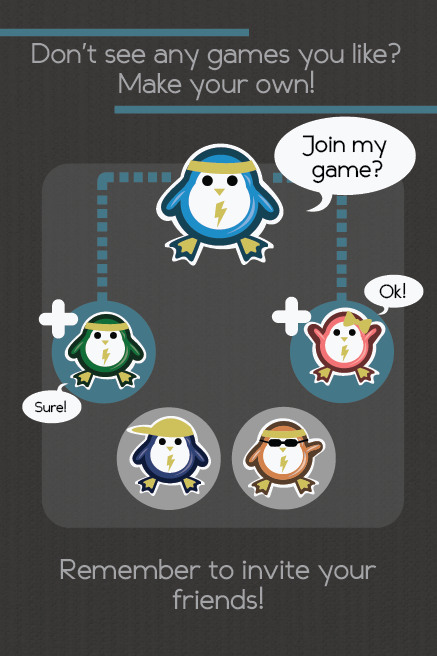 Don't see any games you like?
Make your own!
Join my
game?
Ok!
Sure!
Remember to invite your
friends!